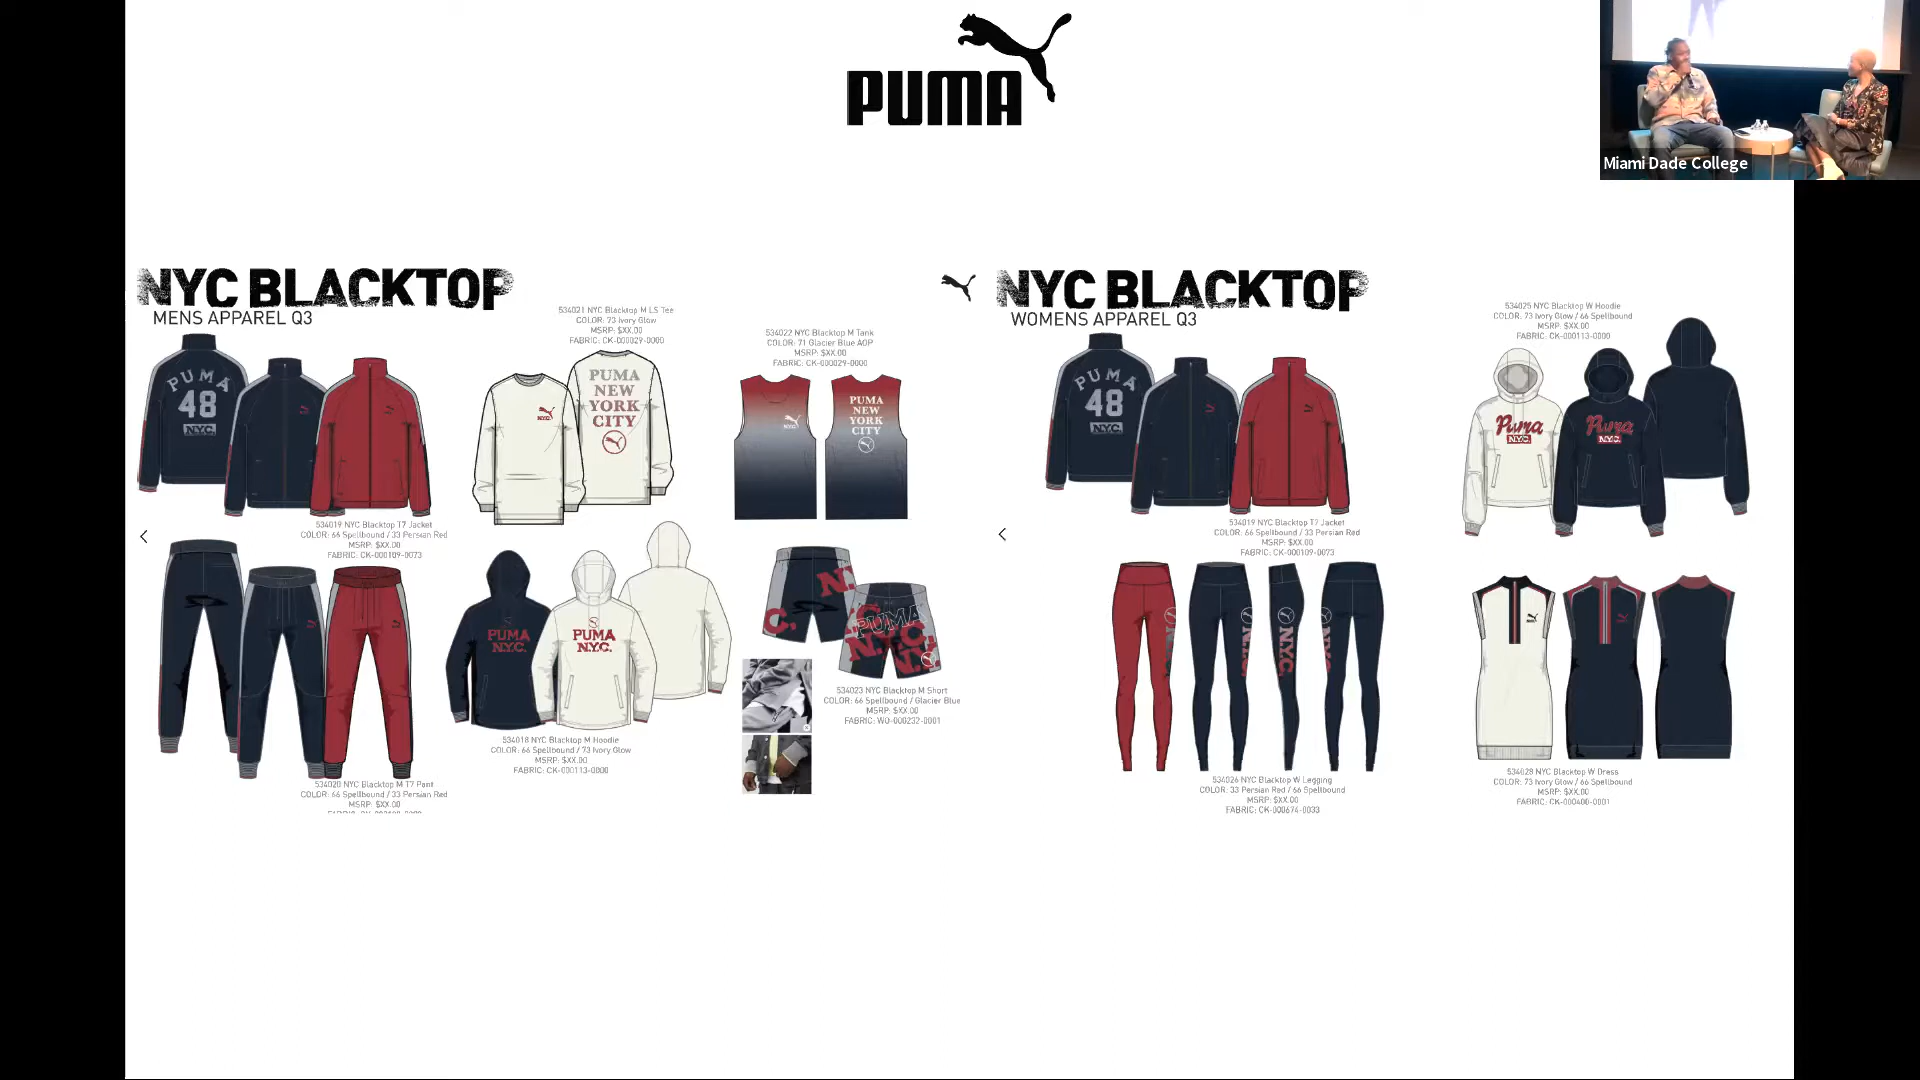 PUMA
Miami Dade College
NYC BLACKTOP
MENS APPAREL Q3
PUMA
48
N.Y.C.
534019 NYC Blacktop T7 Jacket
COLOR: 66 Spellbound / 33 Persian Red
MSRP: $XX.00
FABRIC: CK-000109-0073
534021 NYC Blacktop M LS Tee
COLOR: 73 Ivory Glow
MSRP: $XX.00
FABRIC: CK-000029-0000
N.Y.C.
PUMA
NEW
YORK
CITY
534022 NYC Blacktop M Tank
COLOR: 71 Glacier Blue AOP
MSRP: $XX.00
FABRIC: CK-000029-0000
N.Y.C.
PUMA
NEW
YORK
CITY
534020 NYC Blacktop M T7 Pant
COLOR: 66 Spellbound / 33 Persian Red
MSRP: $XX.00
PUMA
N.Y.C.
PUMA
N.Y.C.
534018 NYC Blacktop M Hoodie
COLOR: 66 Spellbound / 73 Ivory Glow
MSRP: $XX.00
FABRIC: CK-000113-0000
PUMA
534023 NYC Blacktop M Short
COLOR: 66 Spellbound / Glacier Blue
MSRP: $XX.00
FABRIC: WO-000232-0001
NYC BLACKTOP
WOMENS APPAREL Q3
PUMA
48
N.Y.C.
534019 NYC Blacktop T7 Jacket
COLOR: 66 Spellbound / 33 Persian Red
MSRP: $XX.00
FABRIC: CK-000109-0073
534025 NYC Blacktop W Hoodie
COLOR: 73 Ivory Glow / 66 Spellbound
MSRP: $XX.00
FABRIC: CK-000113-0000
Puma
N.Y.C.
Puma
N.Y.C.
N.Y.C.
534026 NYC Blacktop W Legging
COLOR: 33 Persian Red / 66 Spellbound
MSRP: $XX.00
FABRIC: CK-000674-0033
534028 NYC Blacktop W Dress
COLOR: 73 Ivory Glow / 66 Spellbound
MSRP: $XX.00
FABRIC: CK-000400-0001